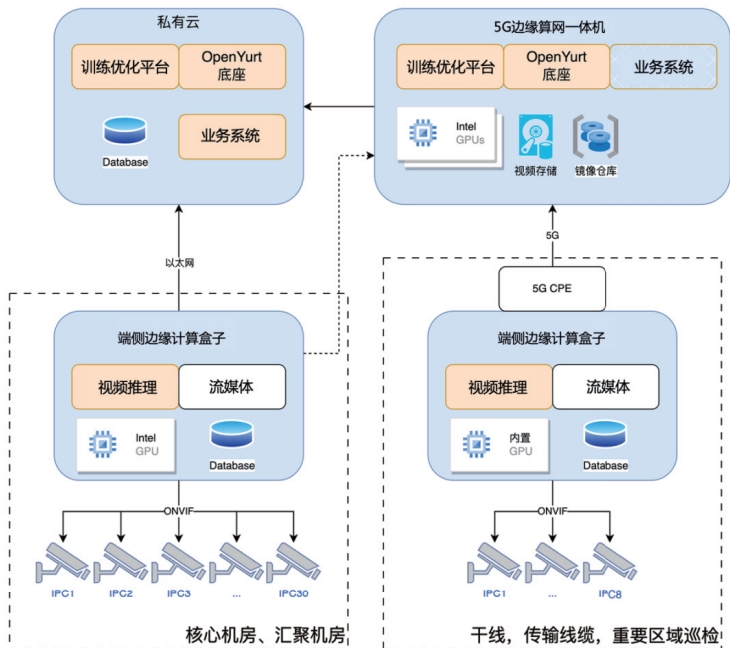 私有云
训练优化平台
OpenYurt
底座
Database
业务系统
5G边缘算网一体机
训练优化平台
OpenYurt
底座
业务系统
Intel
GPUs
视频存储
镜像仓库
以太网
5G
5G CPE
端侧边缘计算盒子
视频推理
流媒体
Intel
GPU
Database
ONVIF
IPC1
IPC2
IPC3
...
IPC30
核心机房、汇聚机房
端侧边缘计算盒子
视频推理
流媒体
内置
GPU
Database
ONVIF
IPC1
...
IPC8
干线，传输线缆，重要区域巡检